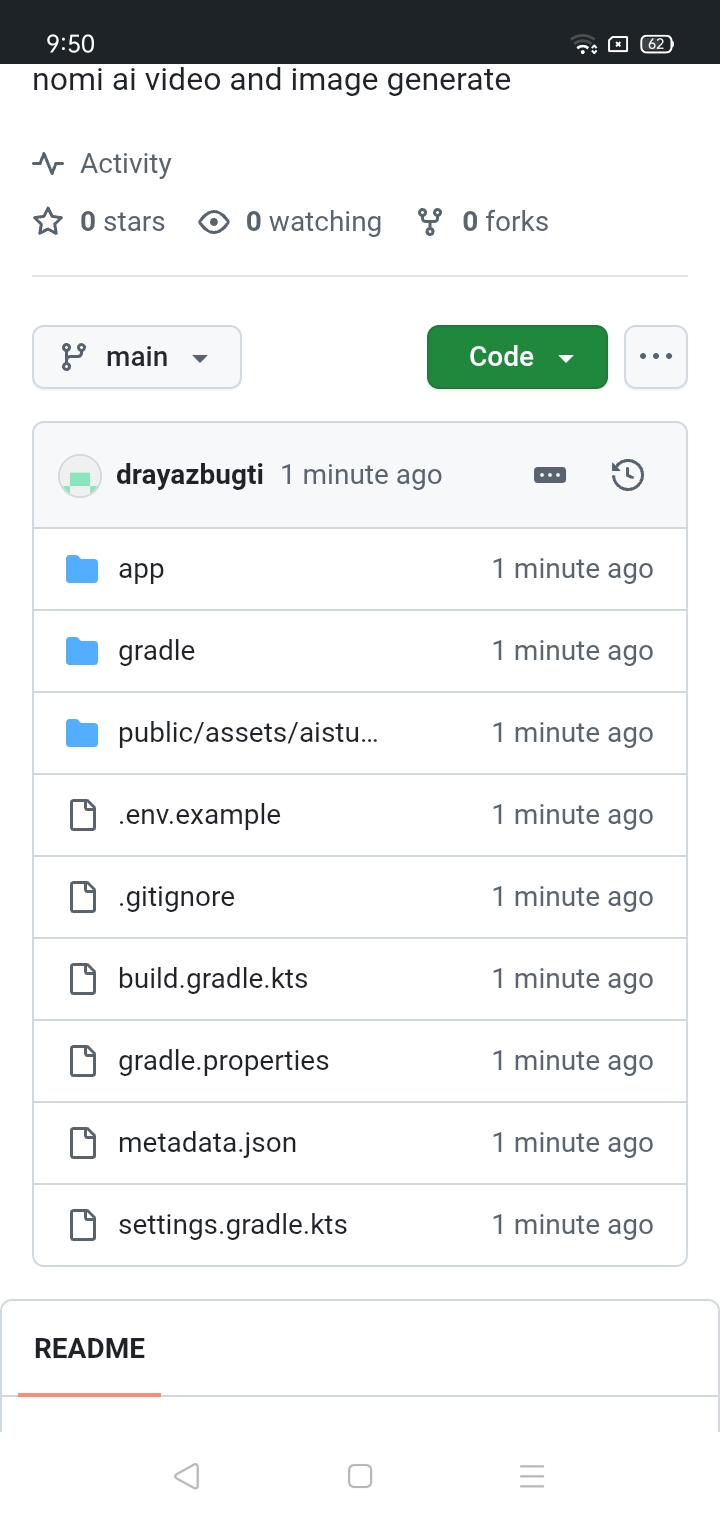 9:50
62
nomi ai video and image generate
Activity
0 stars 0 watching 0 forks
main Code
drayazbugti 1 minute ago
app 1 minute ago
gradle 1 minute ago
public/assets/aistu... 1 minute ago
.env.example 1 minute ago
.gitignore 1 minute ago
build.gradle.kts 1 minute ago
gradle.properties 1 minute ago
metadata.json 1 minute ago
settings.gradle.kts 1 minute ago
README